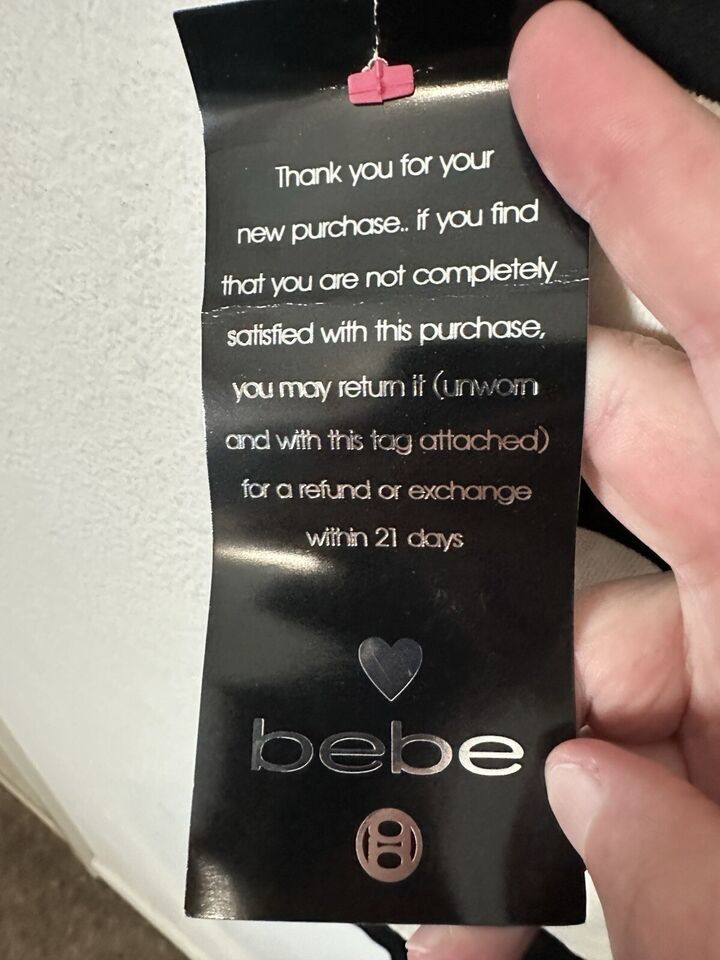 Thank you for your
new purchase.. if you find
that you are not completely
satisfied with this purchase,
you may return it (unworn
and with this tag attached)
for a refund or exchange
within 21 days
bebe